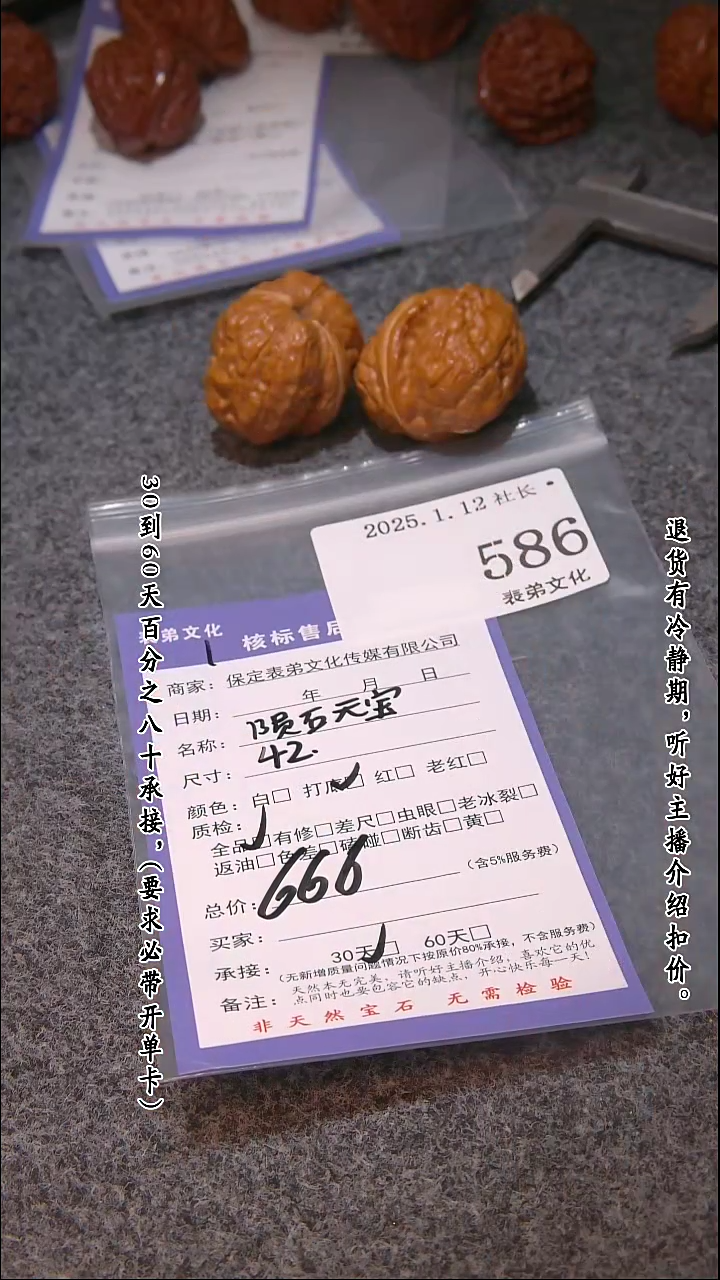 2025.1.12 社长
586
表弟文化
表弟文化 核标售后
商家：保定表弟文化传媒有限公司
日期： 年 月 日
名称：陨石元宝
尺寸：42.
颜色：白□ 打底□ 红□ 老红□
质检：
全品□有修□差尺□虫眼□老冰裂□
返油□色差□磕碰□断齿□黄□
总价：666（含5%服务费）
买家：
承接：30天□ 60天□
（无新增质量问题情况下按原价80%承接，不含服务费）
备注：天然本无完美，请听好主播介绍，喜欢它的优
点同时也要包容它的缺点，开心快乐每一天！
非天然宝石 无需检验
30到60天百分之八十承接，（要求必带开单卡）
退货有冷静期，听好主播介绍扣价。